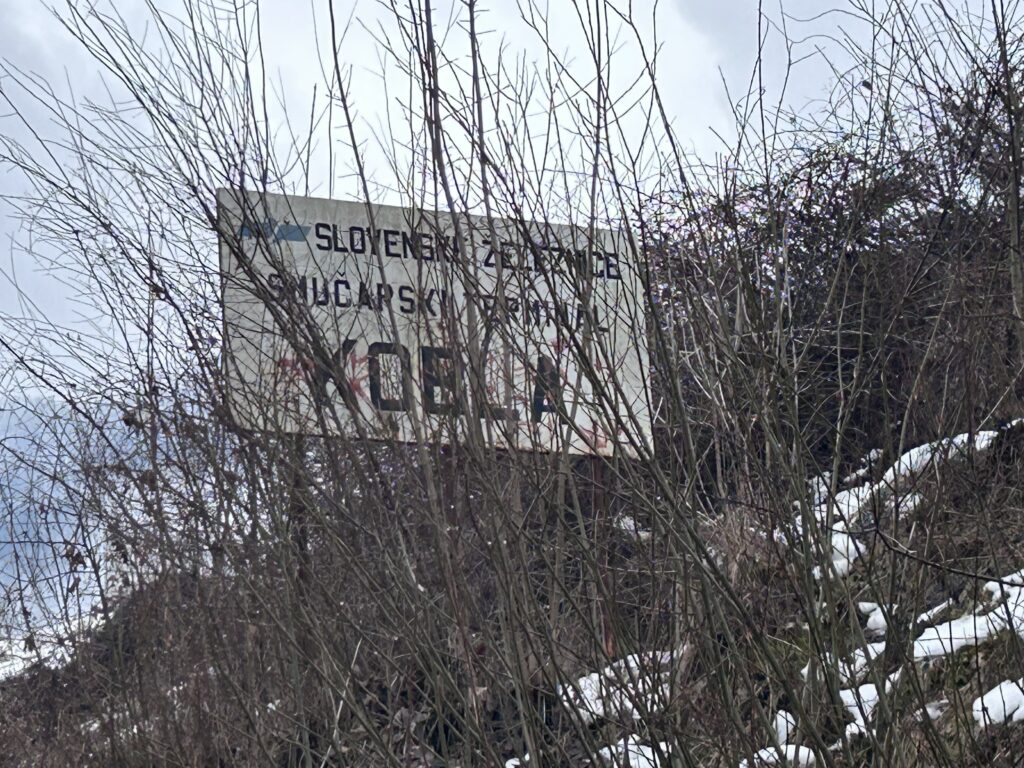 SLOVENSKE ŽELEZNICE
SMUČARSKI TERMINAL
KOBLA